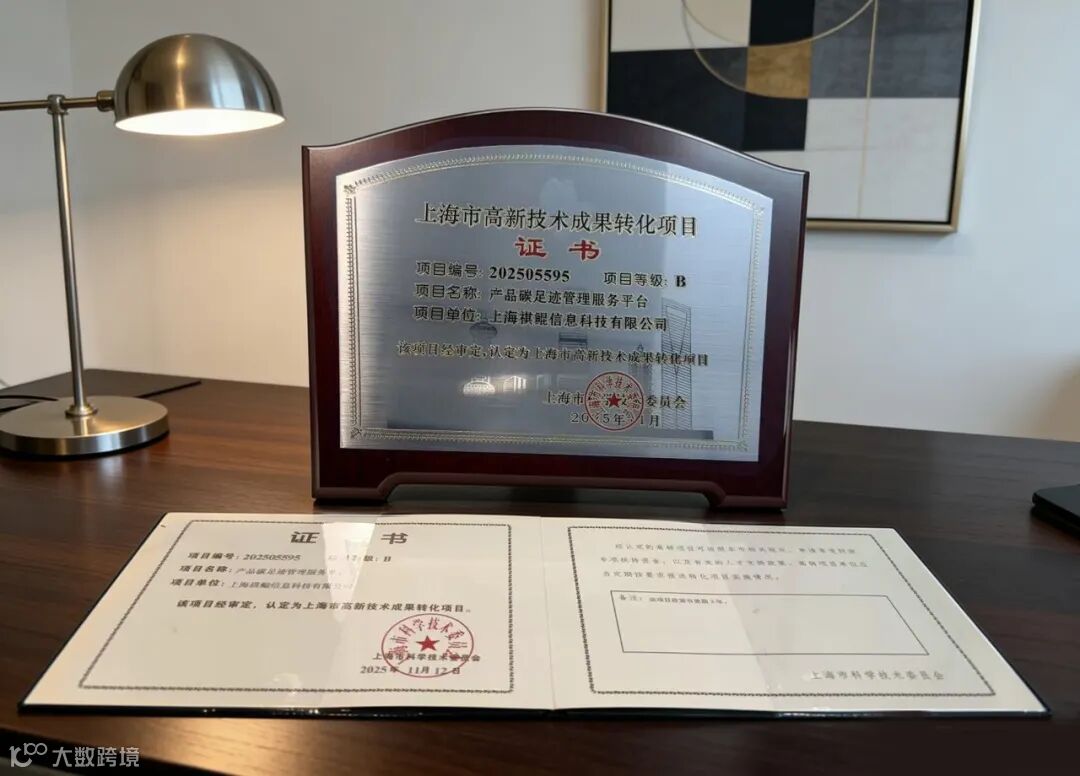 上海市高新技术成果转化项目
证书
项目编号: 202505595 项目等级: B
项目名称: 产品碳足迹管理服务平台
项目单位: 上海祺鲲信息科技有限公司
该项目经审定,认定为上海市高新技术成果转化项目
上海市 委员会
证 书
项目编号: 202505595 级: B
项目名称: 产品碳足迹管理服务平
项目单位: 上海祺鲲信息科技有限公司
该项目经审定, 认定为上海市高新技术成果转化项目。
上海市科学技术委员会
2025年 11月 12日
备注:
上海市科学技术委员会
大数跨境